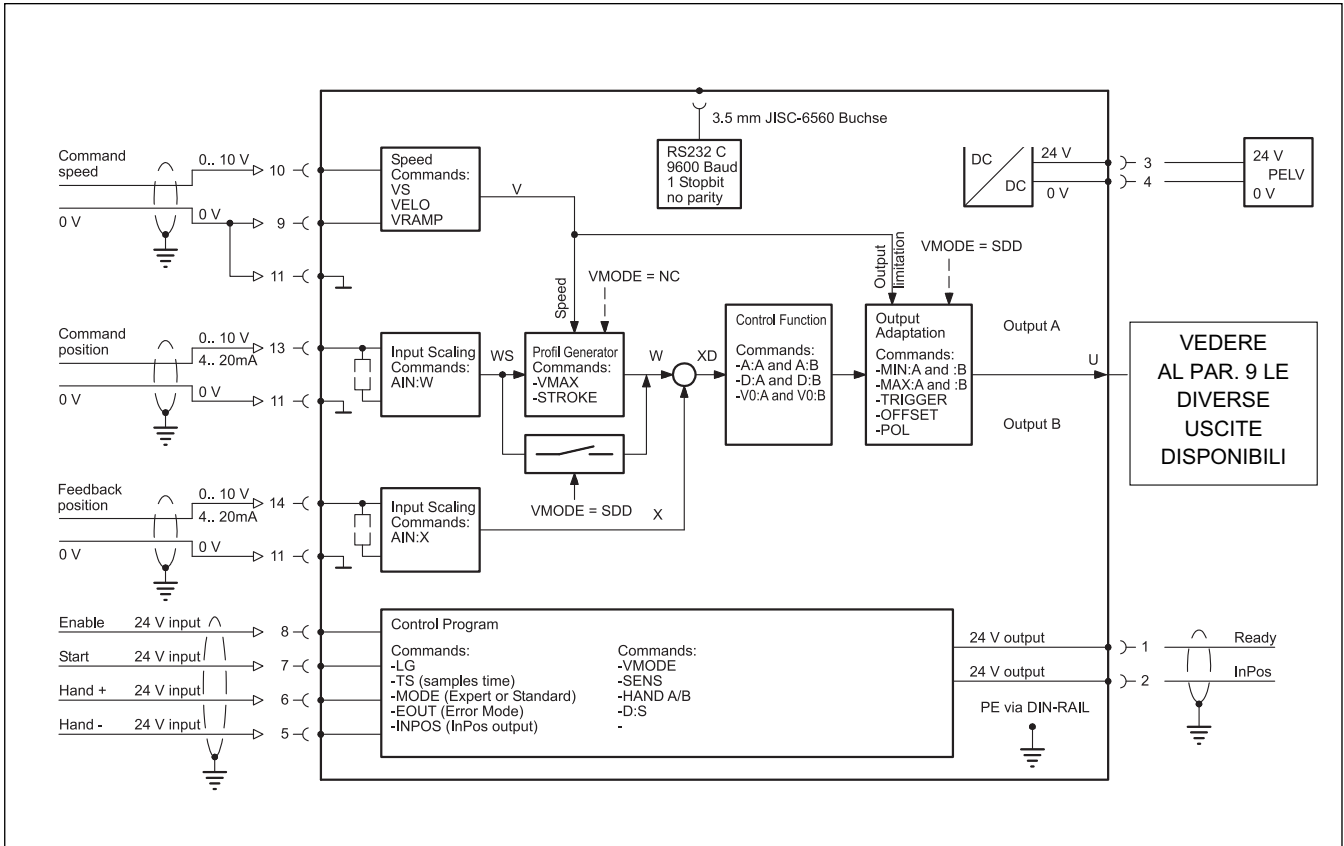 3.5 mm JISC-6560 Buchse
RS232 C
9600 Baud
1 Stopbit
no parity
Command
speed
0.. 10 V
10
0 V
0 V
9
11
Speed
Commands:
VS
VELO
VRAMP
V
DC
DC
24 V
0 V
3
4
24 V
PELV
0 V
Speed
VMODE = NC
Output
limitation
VMODE = SDD
Command
position
0.. 10 V
4.. 20mA
13
0 V
0 V
11
Input Scaling
Commands:
AIN:W
WS
Profil Generator
Commands:
-VMAX
-STROKE
W
XD
Control Function
Commands:
-A:A and A:B
-D:A and D:B
-V0:A and V0:B
Output
Adaptation
Commands:
-MIN:A and :B
-MAX:A and :B
-TRIGGER
-OFFSET
-POL
Output A
U
Output B
VEDERE
AL PAR. 9 LE
DIVERSE
USCITE
DISPONIBILI
VMODE = SDD
Feedback
position
0.. 10 V
4.. 20mA
14
0 V
0 V
11
Input Scaling
Commands:
AIN:X
X
Enable 24 V input 8
Start 24 V input 7
Hand + 24 V input 6
Hand - 24 V input 5
Control Program
Commands:
-LG
-TS (samples time)
-MODE (Expert or Standard)
-EOUT (Error Mode)
-INPOS (InPos output)
Commands:
-VMODE
-SENS
-HAND A/B
-D:S
-
24 V output 1 Ready
24 V output 2 InPos
PE via DIN-RAIL